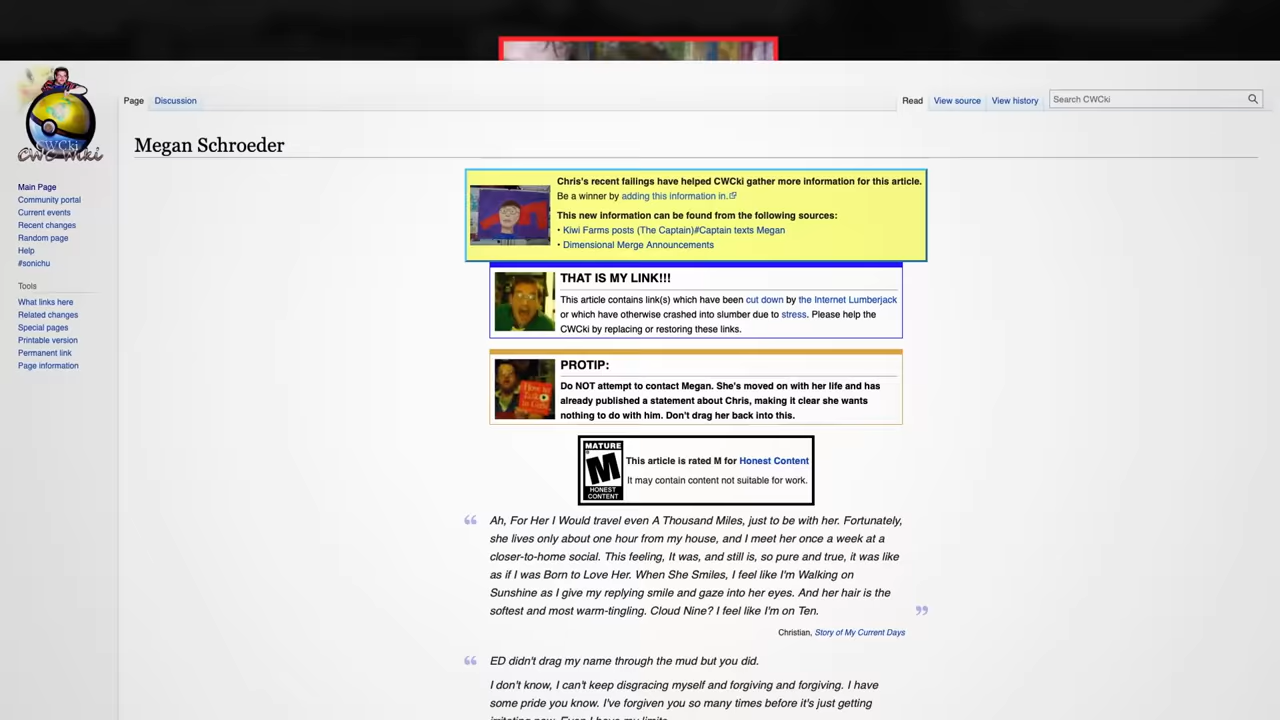 Page Discussion Read View source View history Search CWCki
CWCki
CWC Wiki
Megan Schroeder
Main Page
Community portal
Current events
Recent changes
Random page
Help
#sonichu
Tools
What links here
Related changes
Special pages
Printable version
Permanent link
Page information
Chris's recent failings have helped CWCki gather more information for this article.
Be a winner by adding this information in.
This new information can be found from the following sources:
• Kiwi Farms posts (The Captain)#Captain texts Megan
• Dimensional Merge Announcements
THAT IS MY LINK!!!
This article contains link(s) which have been cut down by the Internet Lumberjack
or which have otherwise crashed into slumber due to stress. Please help the
CWCki by replacing or restoring these links.
PROTIP:
Do NOT attempt to contact Megan. She's moved on with her life and has
already published a statement about Chris, making it clear she wants
nothing to do with him. Don't drag her back into this.
MATURE
M
HONEST
CONTENT
This article is rated M for Honest Content
It may contain content not suitable for work.
“ Ah, For Her I Would travel even A Thousand Miles, just to be with her. Fortunately,
she lives only about one hour from my house, and I meet her once a week at a
closer-to-home social. This feeling, It was, and still is, so pure and true, it was like
as if I was Born to Love Her. When She Smiles, I feel like I'm Walking on
Sunshine as I give my replying smile and gaze into her eyes. And her hair is the
softest and most warm-tingling. Cloud Nine? I feel like I'm on Ten. ”
Christian, Story of My Current Days
“ ED didn't drag my name through the mud but you did.
I don't know, I can't keep disgracing myself and forgiving and forgiving. I have
some pride you know. I've forgiven you so many times before it's just getting
irritating now. Even I have my limits.